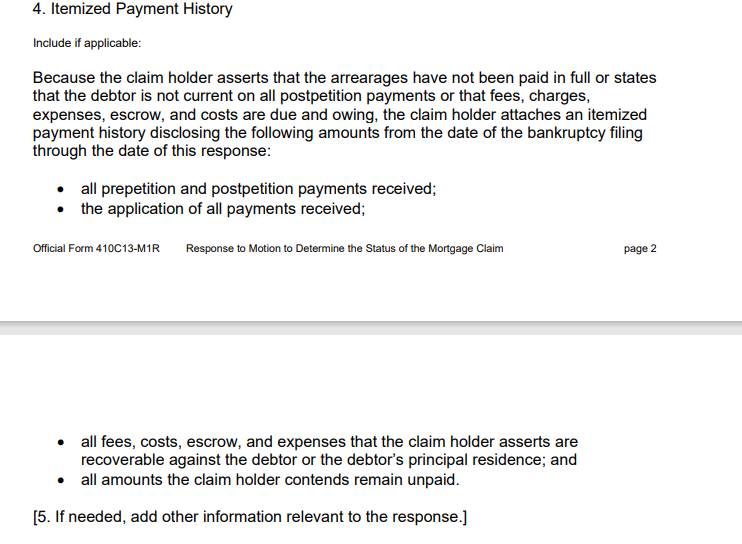 4. Itemized Payment History
Include if applicable:
Because the claim holder asserts that the arrearages have not been paid in full or states
that the debtor is not current on all postpetition payments or that fees, charges,
expenses, escrow, and costs are due and owing, the claim holder attaches an itemized
payment history disclosing the following amounts from the date of the bankruptcy filing
through the date of this response:
• all prepetition and postpetition payments received;
• the application of all payments received;
Official Form 410C13-M1R Response to Motion to Determine the Status of the Mortgage Claim page 2
• all fees, costs, escrow, and expenses that the claim holder asserts are
recoverable against the debtor or the debtor’s principal residence; and
• all amounts the claim holder contends remain unpaid.
[5. If needed, add other information relevant to the response.]